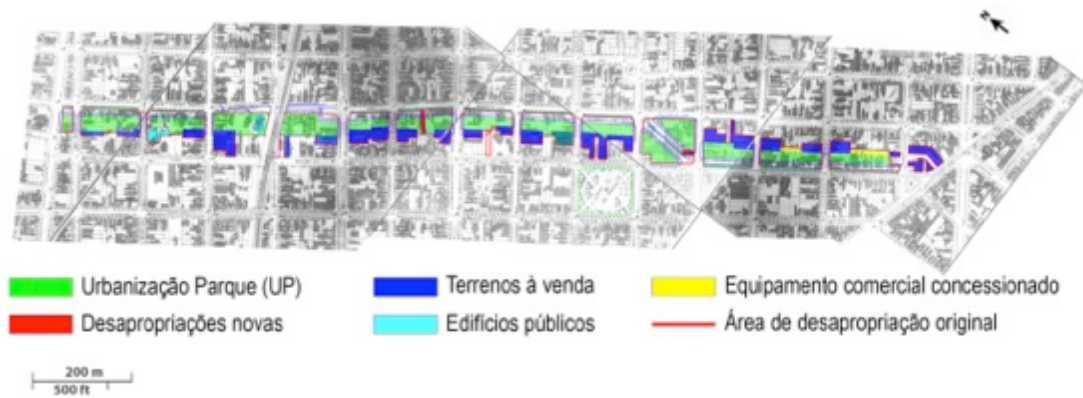 N
Urbanização Parque (UP)
Terrenos à venda
Equipamento comercial concessionado
Desapropriações novas
Edifícios públicos
Área de desapropriação original
200 m
500 ft